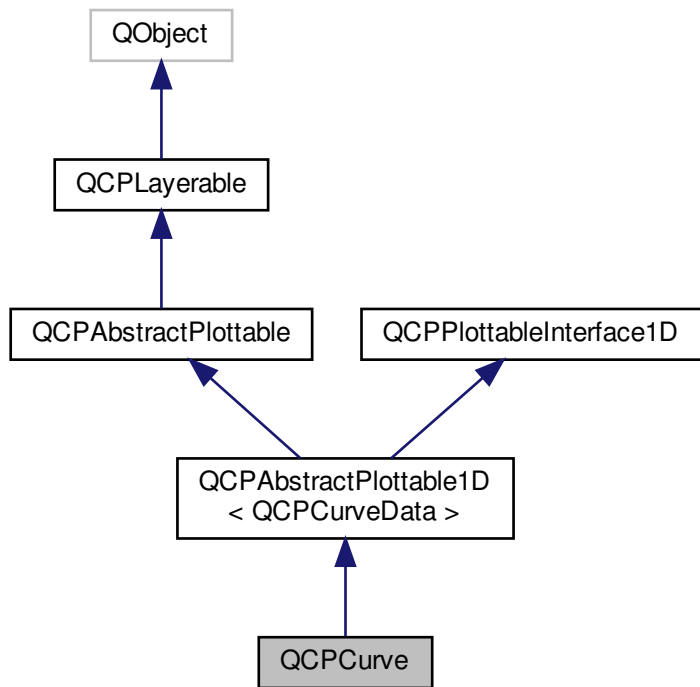 QObject
QCPLayerable
QCPAbstractPlottable
QCPPlottableInterface1D
QCPAbstractPlottable1D
< QCPCurveData >
QCPCurve